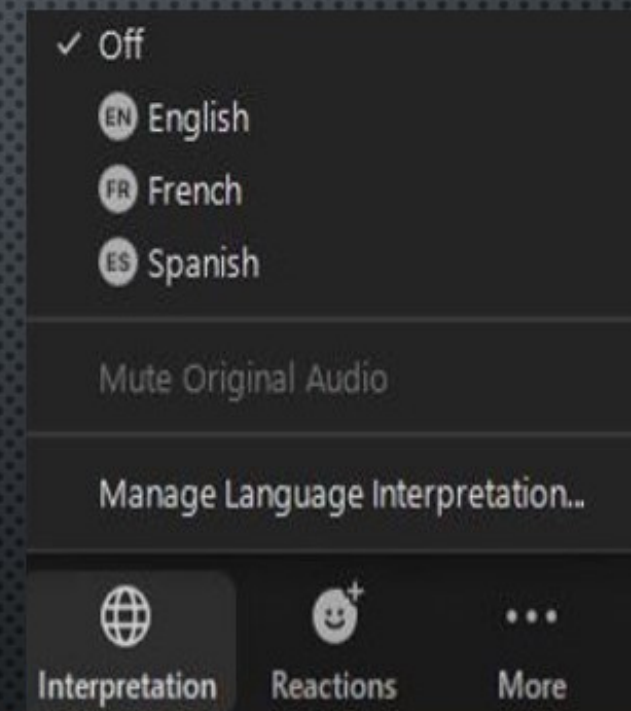 ✓ Off
EN English
FR French
ES Spanish
Mute Original Audio
Manage Language Interpretation...
Interpretation Reactions More